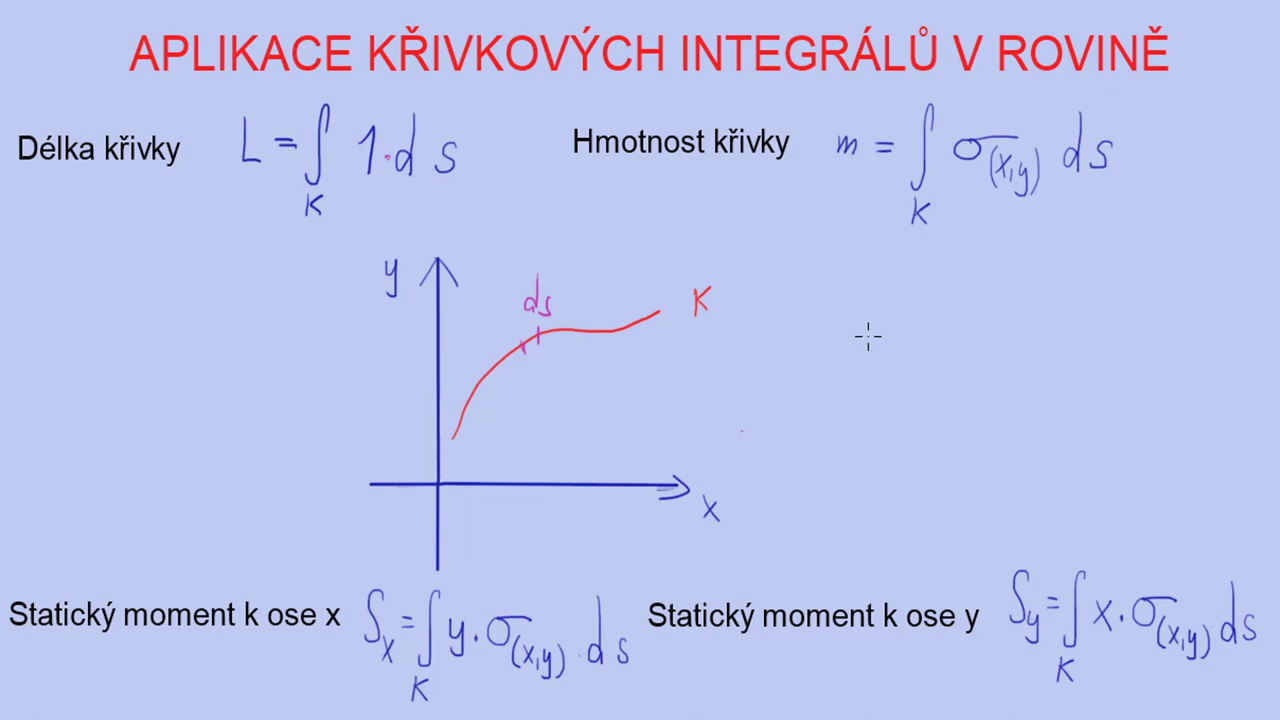 APLIKACE KŘIVKOVÝCH INTEGRÁLŮ V ROVINĚ
Délka křivky L = ∫_K 1·ds
Hmotnost křivky m = ∫_K σ(x,y) ds
y
ds
K
x
Statický moment k ose x S_x = ∫_K y·σ(x,y)·ds
Statický moment k ose y S_y = ∫_K x·σ(x,y) ds